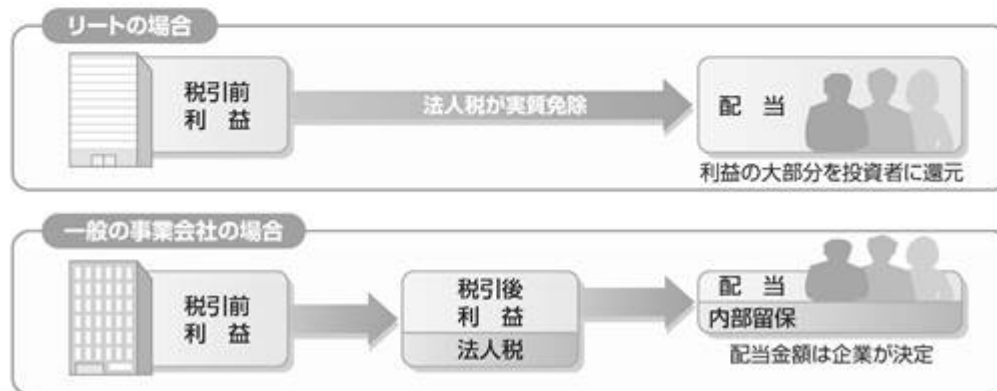 リートの場合
税引前
利　益
法人税が実質免除
配　当
利益の大部分を投資者に還元
一般の事業会社の場合
税引前
利　益
税引後
利　益
法人税
配　当
内部留保
配当金額は企業が決定